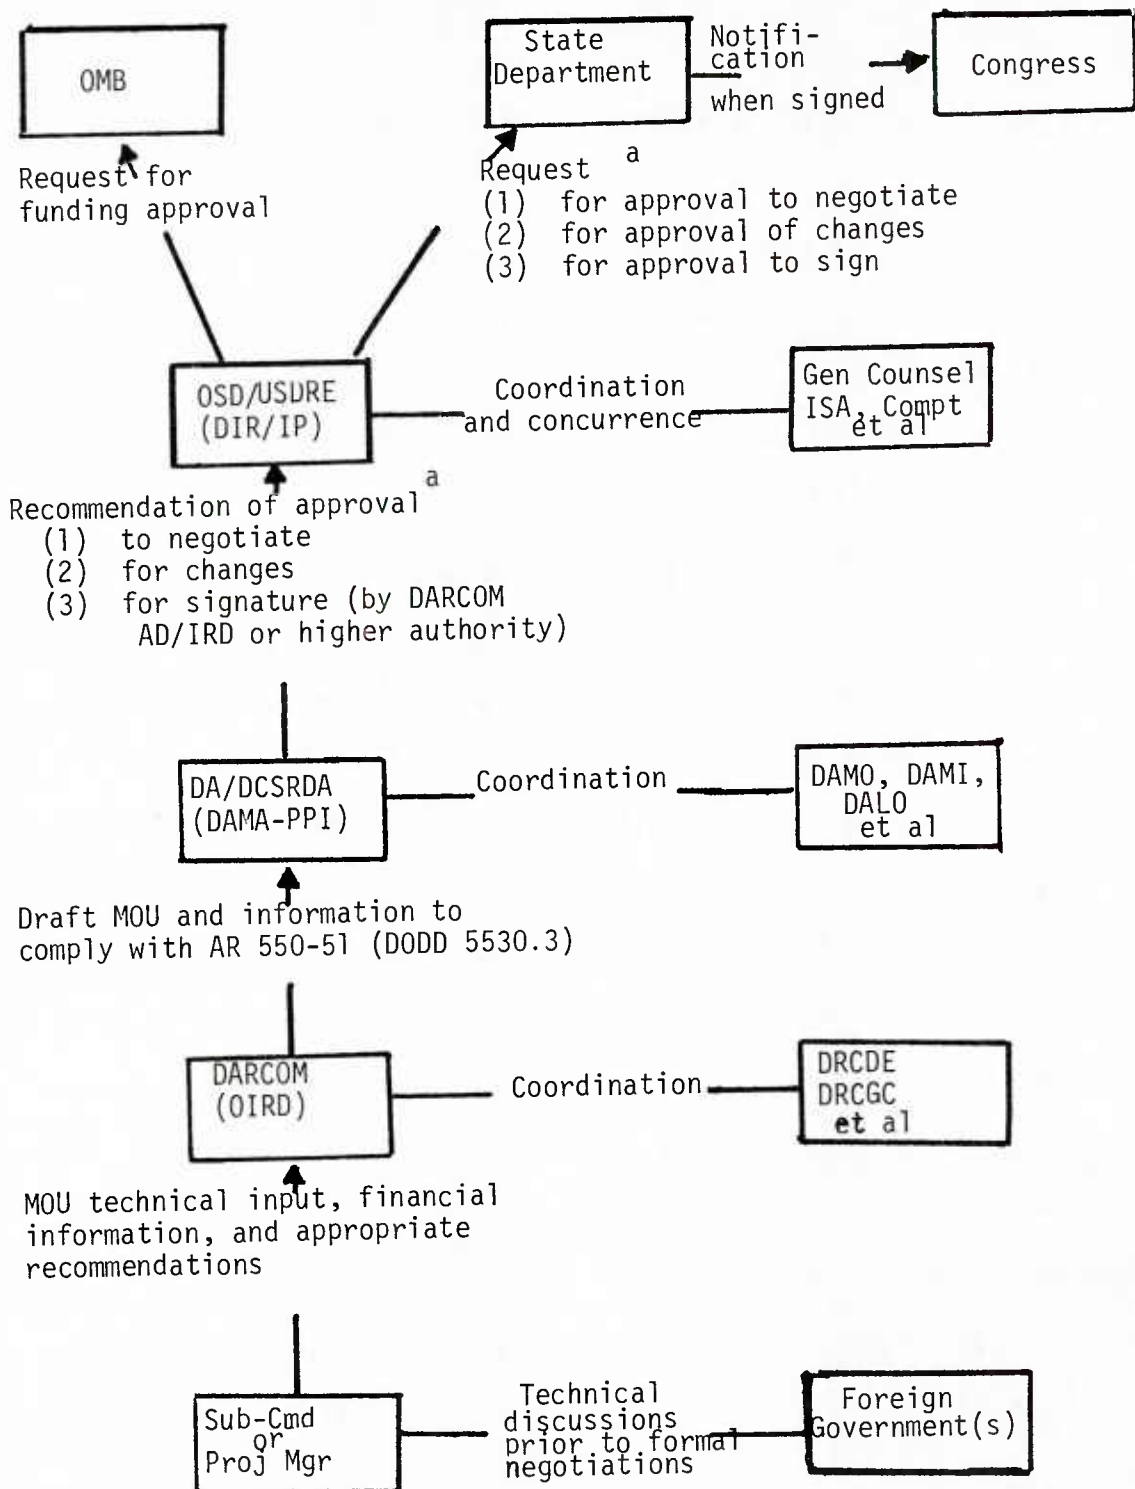 OMB
State
Department
Notifi-
cation
when signed
Congress
Request for
funding approval
Request a
(1) for approval to negotiate
(2) for approval of changes
(3) for approval to sign
OSD/USDRE
(DIR/IP)
Coordination
and concurrence
Gen Counsel
ISA, Compt
et al
Recommendation of approval a
(1) to negotiate
(2) for changes
(3) for signature (by DARCOM
AD/IRD or higher authority)
DA/DCSRDA
(DAMA-PPI)
Coordination
DAMO, DAMI,
DALO
et al
Draft MOU and information to
comply with AR 550-51 (DODD 5530.3)
DARCOM
(OIRD)
Coordination
DRCDE
DRCGC
et al
MOU technical input, financial
information, and appropriate
recommendations
Sub-Cmd
or
Proj Mgr
Technical
discussions
prior to formal
negotiations
Foreign
Government(s)